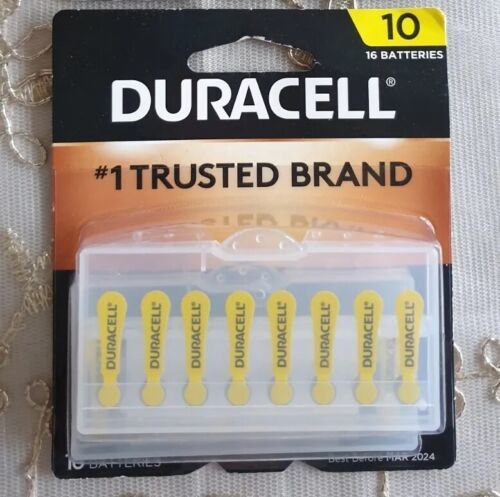 10
16 BATTERIES
DURACELL®
#1 TRUSTED BRAND
DURACELL
DURACELL
DURACELL
DURACELL
DURACELL
DURACELL
DURACELL
DURACELL
16 BATTERIES
Best Before MAR 2024